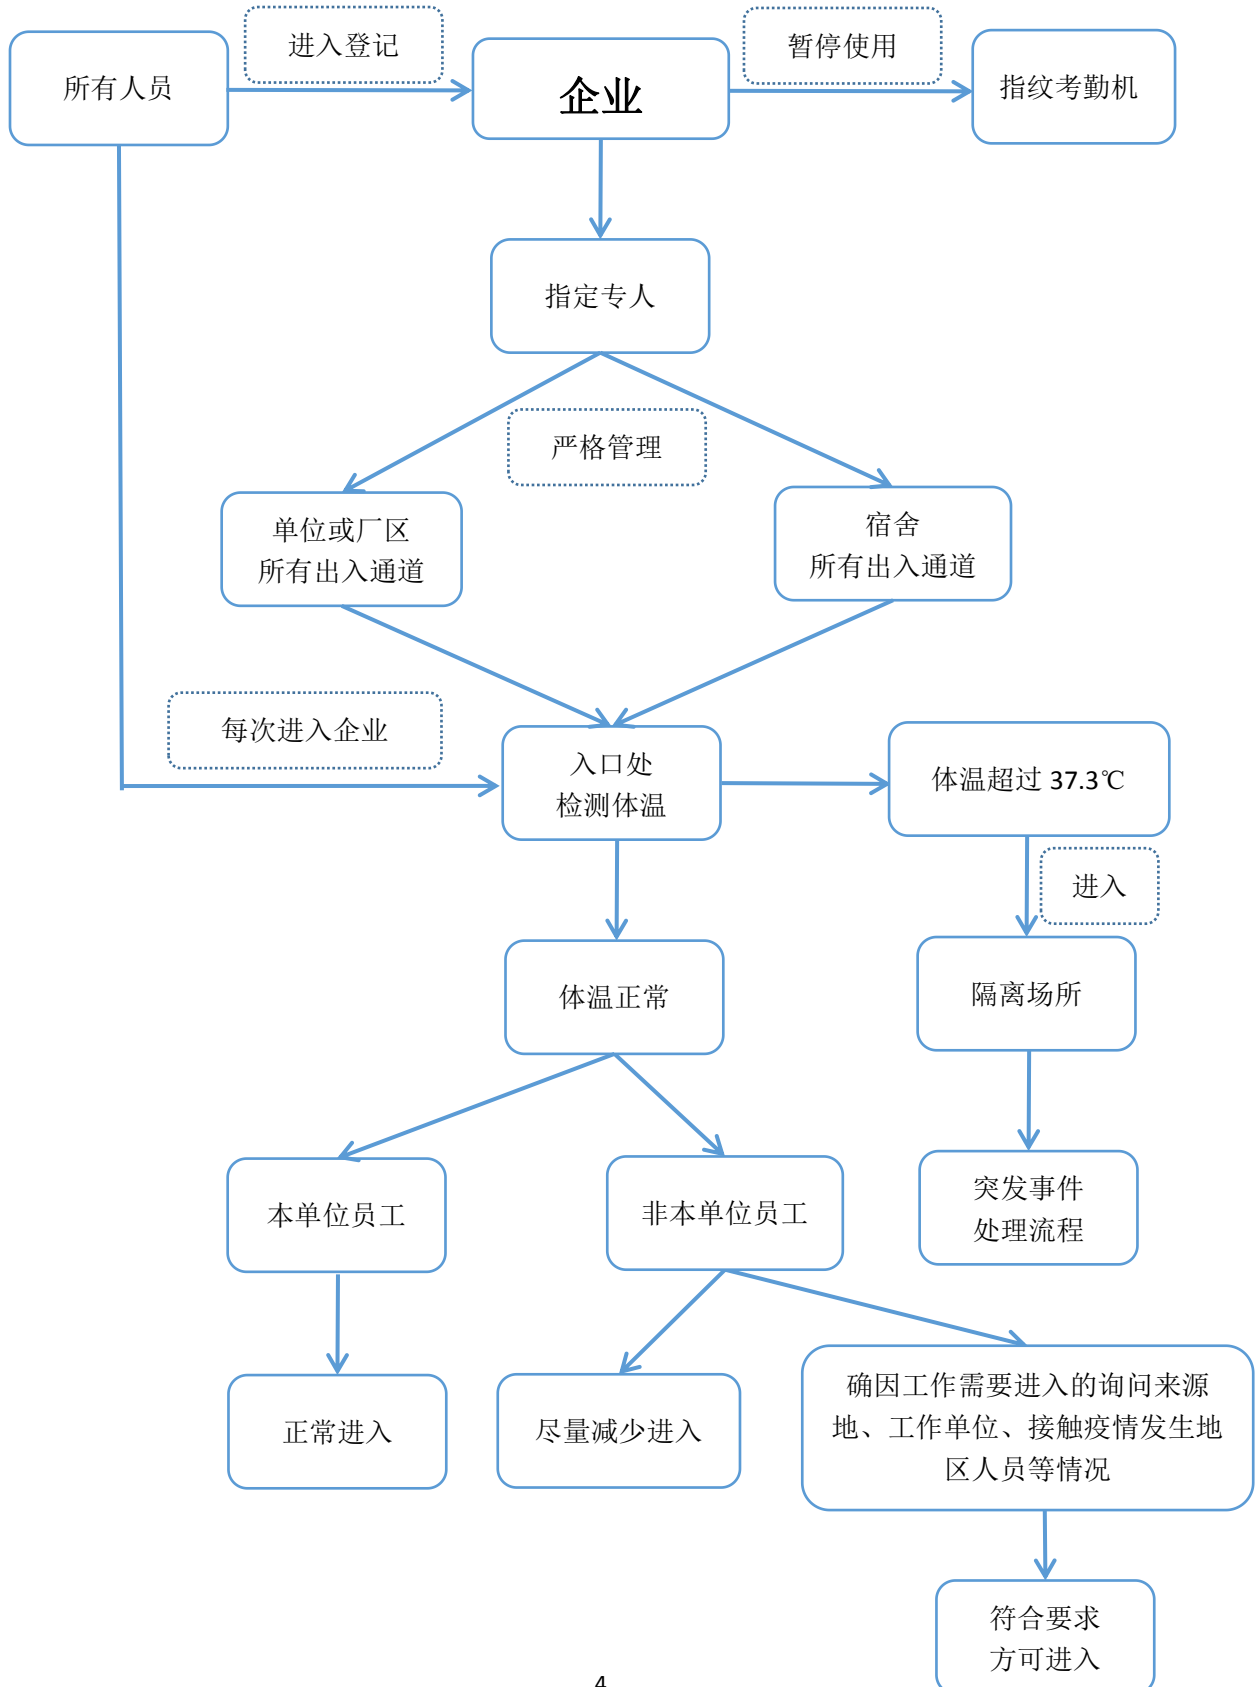 进入登记
暂停使用
所有人员
企业
指纹考勤机
指定专人
严格管理
单位或厂区
所有出入通道
宿舍
所有出入通道
每次进入企业
入口处
检测体温
体温超过 37.3℃
进入
体温正常
隔离场所
本单位员工
非本单位员工
突发事件
处理流程
正常进入
尽量减少进入
确因工作需要进入的询问来源
地、工作单位、接触疫情发生地
区人员等情况
符合要求
方可进入
4